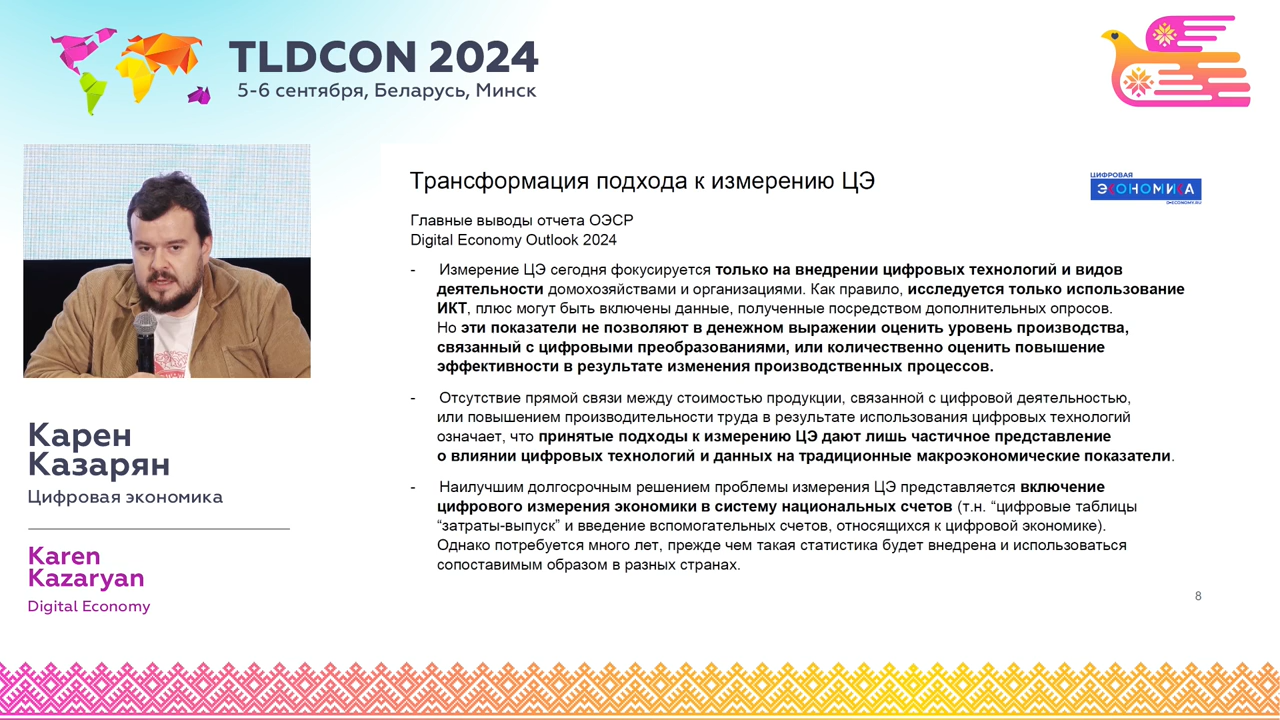 TLDCON 2024
5-6 сентября, Беларусь, Минск
Трансформация подхода к измерению ЦЭ
ЦИФРОВАЯ
ЭКОНОМИКА
D-ECONOMY.RU
Главные выводы отчета ОЭСР
Digital Economy Outlook 2024
- Измерение ЦЭ сегодня фокусируется только на внедрении цифровых технологий и видов
деятельности домохозяйствами и организациями. Как правило, исследуется только использование
ИКТ, плюс могут быть включены данные, полученные посредством дополнительных опросов.
Но эти показатели не позволяют в денежном выражении оценить уровень производства,
связанный с цифровыми преобразованиями, или количественно оценить повышение
эффективности в результате изменения производственных процессов.
- Отсутствие прямой связи между стоимостью продукции, связанной с цифровой деятельностью,
или повышением производительности труда в результате использования цифровых технологий
означает, что принятые подходы к измерению ЦЭ дают лишь частичное представление
о влиянии цифровых технологий и данных на традиционные макроэкономические показатели.
- Наилучшим долгосрочным решением проблемы измерения ЦЭ представляется включение
цифрового измерения экономики в систему национальных счетов (т.н. “цифровые таблицы
“затраты-выпуск” и введение вспомогательных счетов, относящихся к цифровой экономике).
Однако потребуется много лет, прежде чем такая статистика будет внедрена и использоваться
сопоставимым образом в разных странах.
8
Карен
Казарян
Цифровая экономика
Karen
Kazaryan
Digital Economy